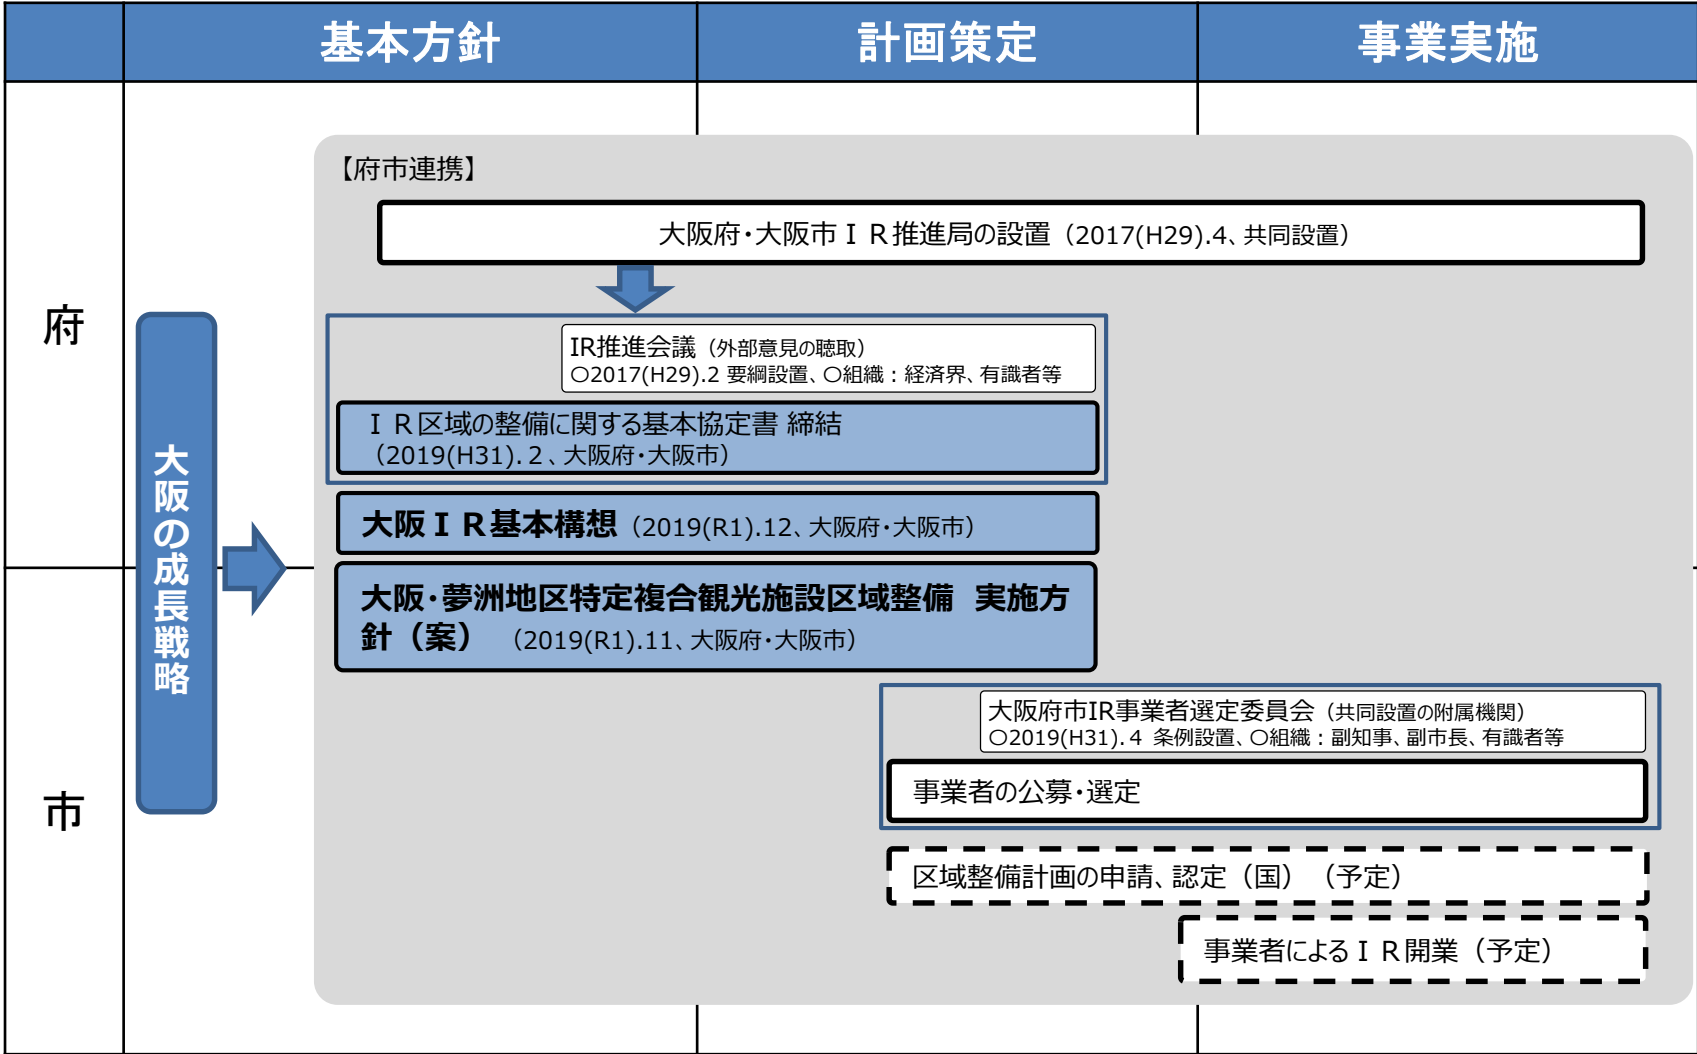 基本方針
計画策定
事業実施
府
市
大阪の成長戦略
【府市連携】
大阪府・大阪市ＩＲ推進局の設置（2017(H29).4、共同設置）
IR推進会議（外部意見の聴取）
〇2017(H29).2 要綱設置、〇組織：経済界、有識者等
ＩＲ区域の整備に関する基本協定書 締結
（2019(H31).２、大阪府・大阪市）
大阪ＩＲ基本構想（2019(R1).12、大阪府・大阪市）
大阪・夢洲地区特定複合観光施設区域整備 実施方
針（案） （2019(R1).11、大阪府・大阪市）
大阪府市IR事業者選定委員会（共同設置の附属機関）
〇2019(H31).４ 条例設置、〇組織：副知事、副市長、有識者等
事業者の公募・選定
区域整備計画の申請、認定（国）（予定）
事業者によるＩＲ開業（予定）